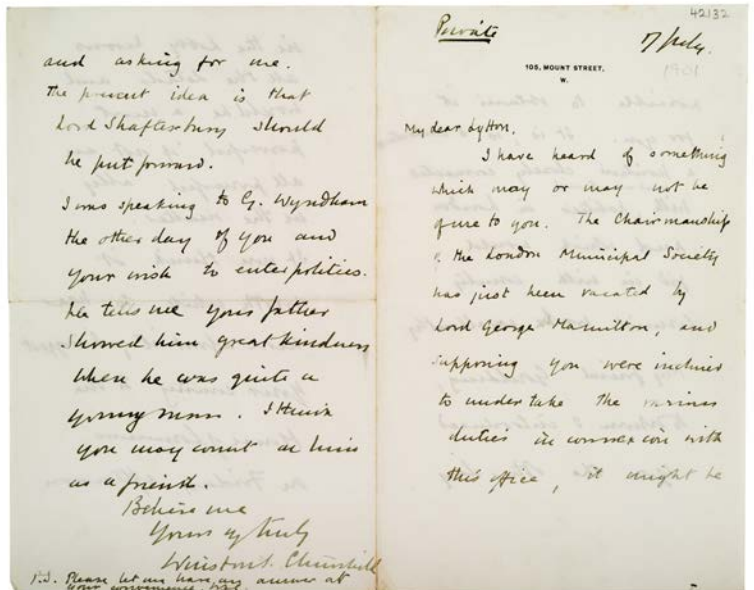 42132
Private
17 July.
1901
105, MOUNT STREET,
W.
My dear Lytton,
I have heard of something
which may or may not be
of use to you. The Chairmanship
of the London Municipal Society
has just been vacated by
Lord George Hamilton, and
supposing you were inclined
to undertake the various
duties in connexion with
this office, it might be
and asking for me.
The present idea is that
Lord Shaftesbury should
be put forward.
I was speaking to G. Wyndham
the other day of you and
your wish to enter politics.
He tells me your father
showed him great kindness
when he was quite a
young man. I think
you may count on him
as a friend.
Believe me
Yours vy truly
Winston S. Churchill
P.S. Please let me have an answer at
your convenience.